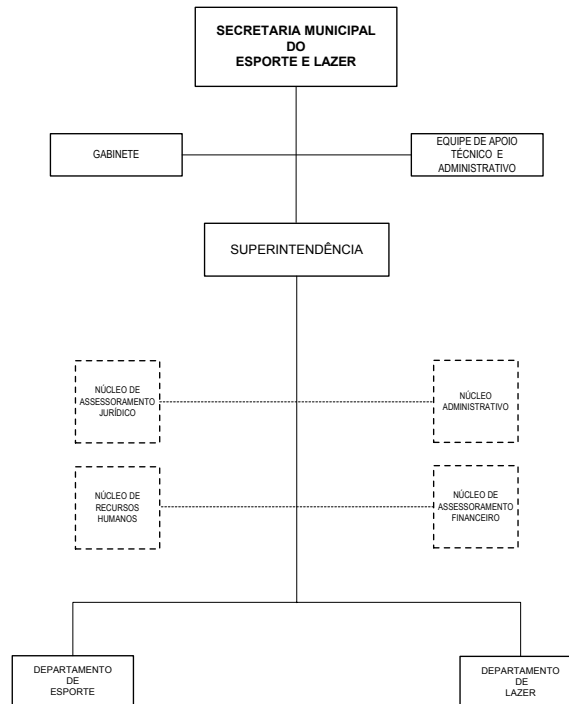 SECRETARIA MUNICIPAL
DO
ESPORTE E LAZER
GABINETE
EQUIPE DE APOIO
TÉCNICO E
ADMINISTRATIVO
SUPERINTENDÊNCIA
NÚCLEO DE
ASSESSORAMENTO
JURÍDICO
NÚCLEO
ADMINISTRATIVO
NÚCLEO DE
RECURSOS
HUMANOS
NÚCLEO DE
ASSESSORAMENTO
FINANCEIRO
DEPARTAMENTO
DE
ESPORTE
DEPARTAMENTO
DE
LAZER